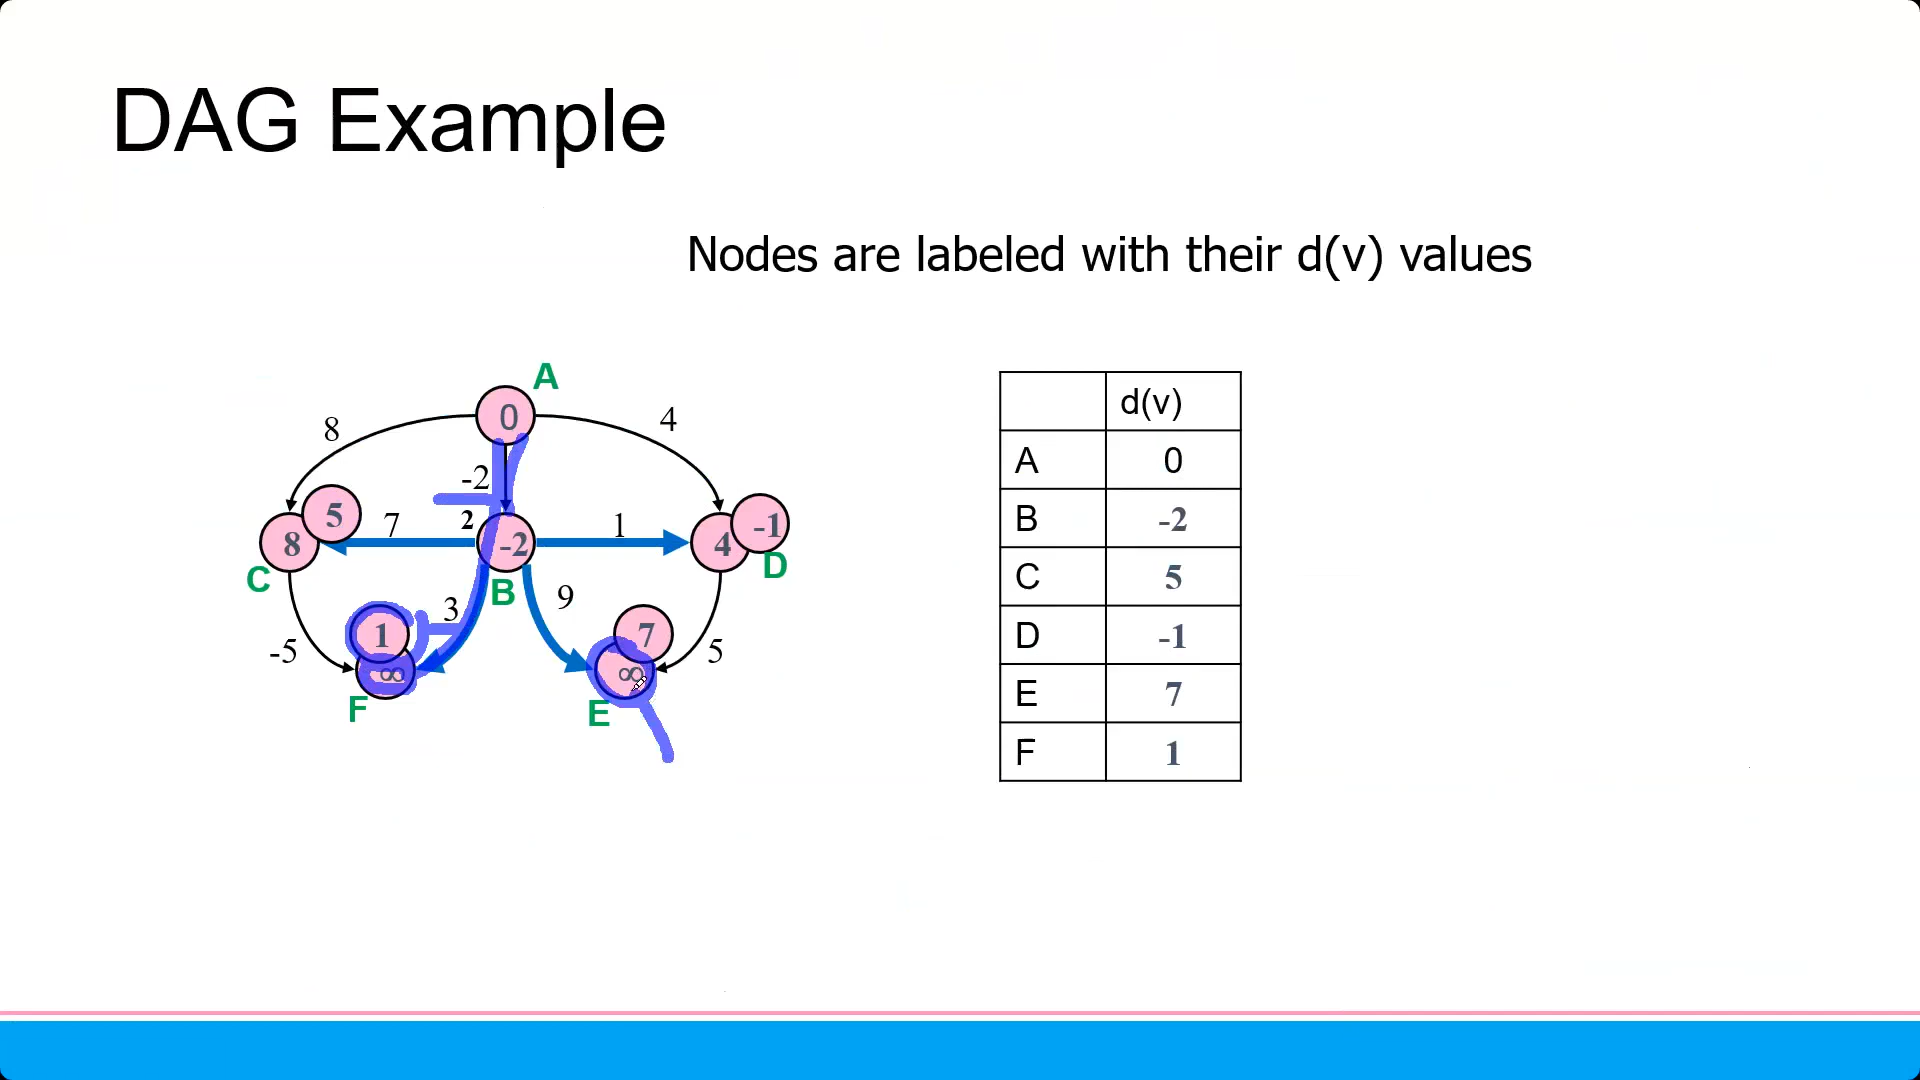 DAG Example
Nodes are labeled with their d(v) values
A
0
8
4
-2
5
-1
7
2
1
8
-2
4
C
B
D
3
9
1
7
-5
5
∞
∞
F
E
d(v)
A 0
B -2
C 5
D -1
E 7
F 1